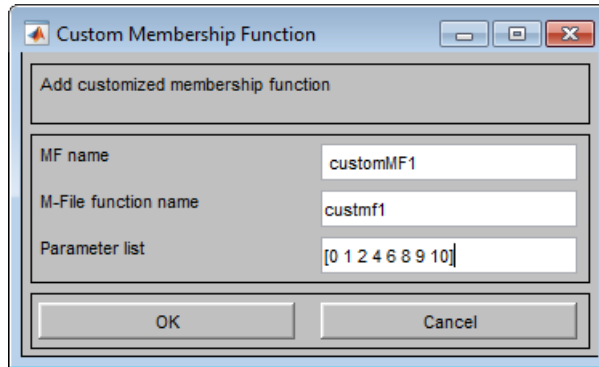 Custom Membership Function
Add customized membership function
MF name customMF1
M-File function name custmf1
Parameter list [0 1 2 4 6 8 9 10]
OK Cancel